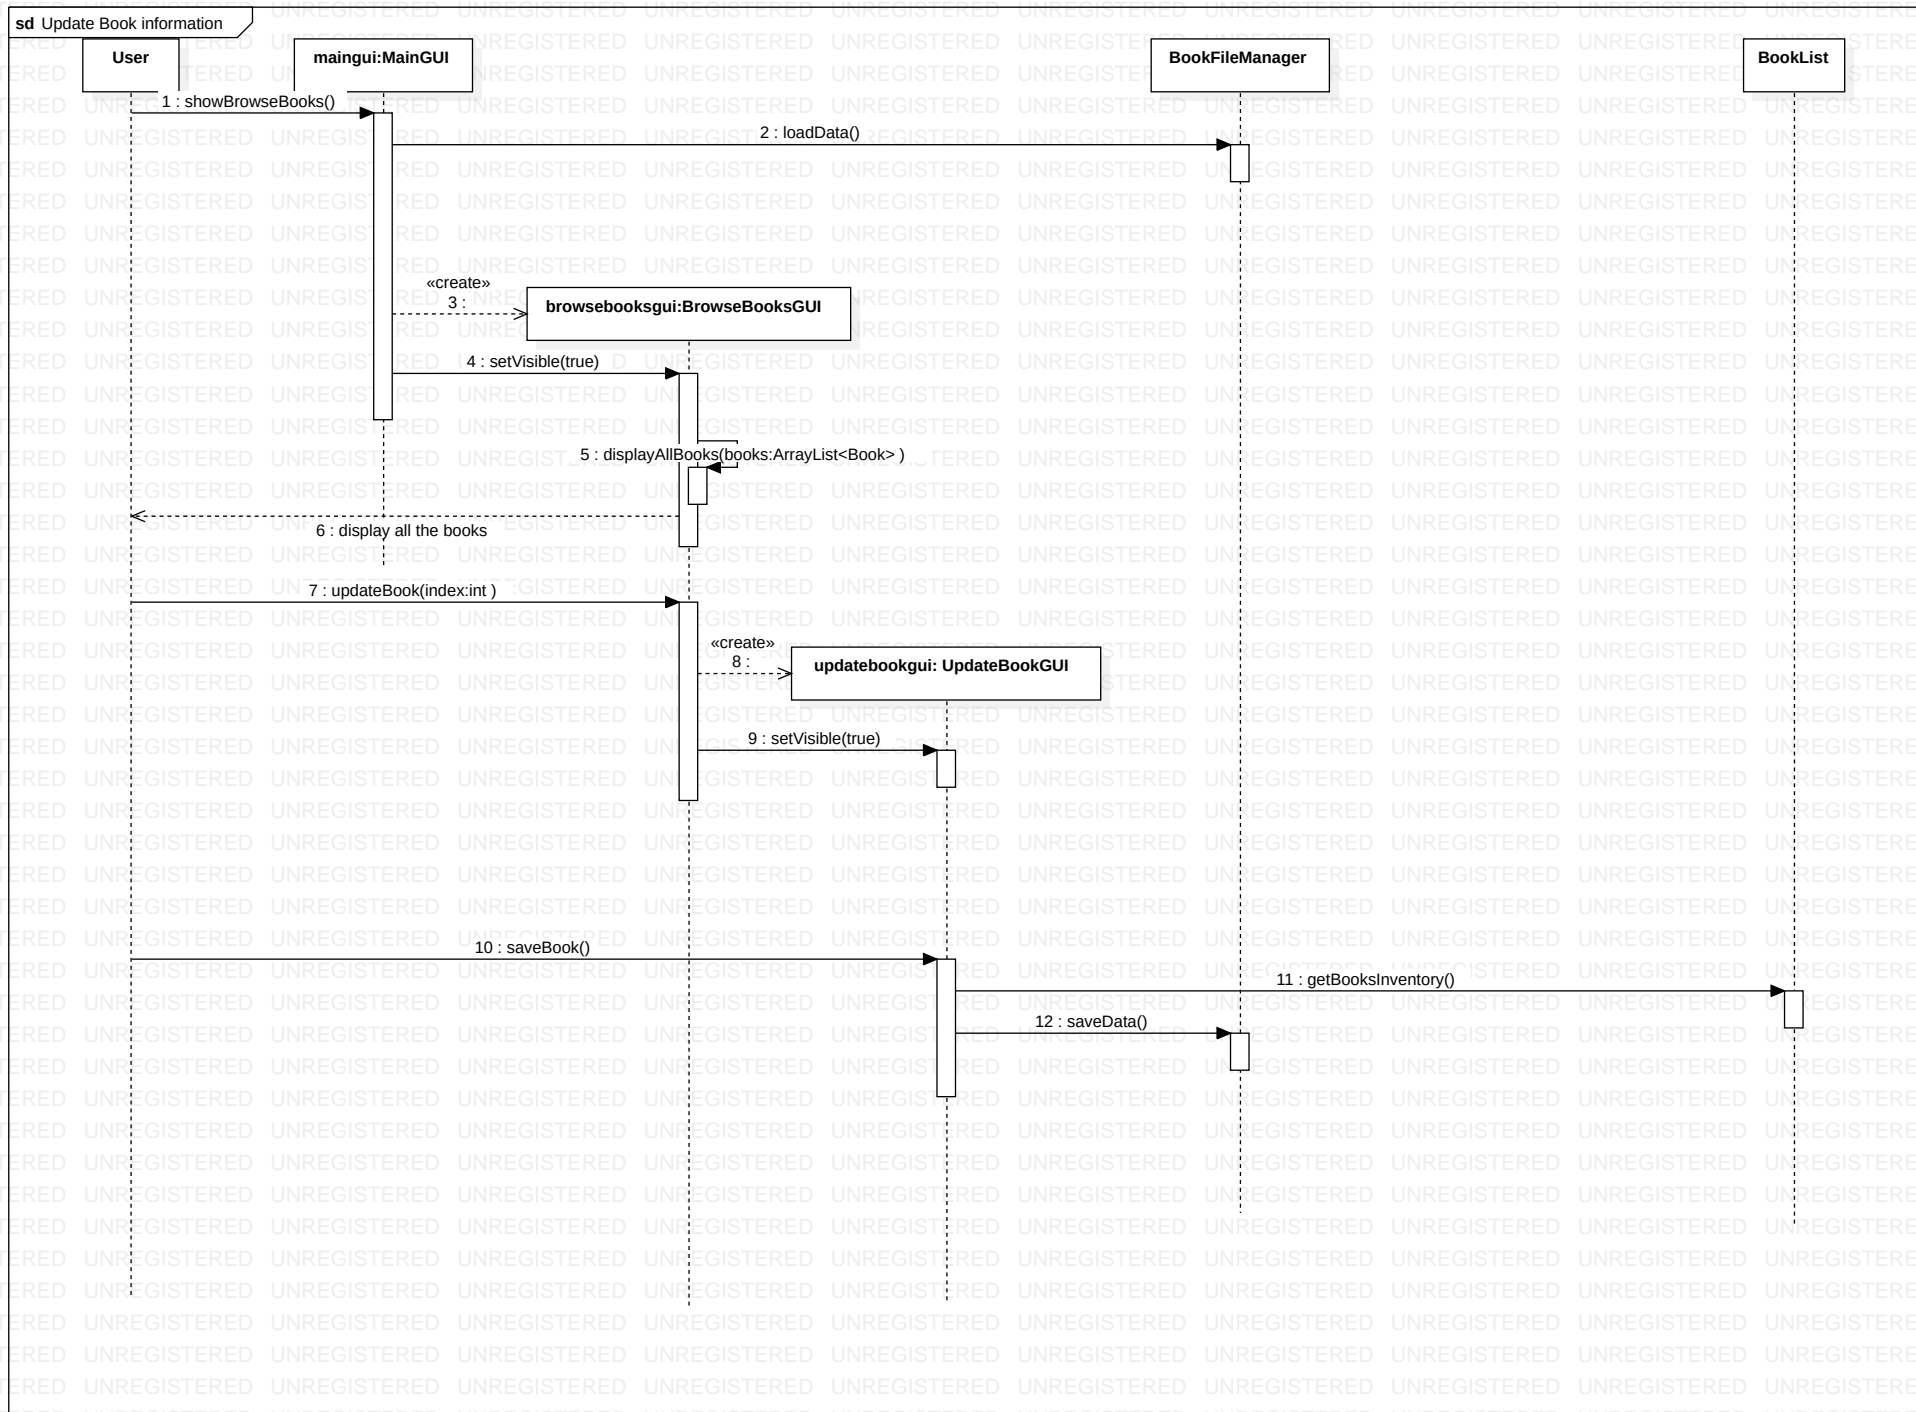 sd Update Book information
User
maingui:MainGUI
BookFileManager
BookList
1 : showBrowseBooks()
2 : loadData()
«create»
3 :
browsebooksgui:BrowseBooksGUI
4 : setVisible(true)
5 : displayAllBooks(books:ArrayList<Book> )
6 : display all the books
7 : updateBook(index:int )
«create»
8 :
updatebookgui: UpdateBookGUI
9 : setVisible(true)
10 : saveBook()
11 : getBooksInventory()
12 : saveData()
UNREGISTERED